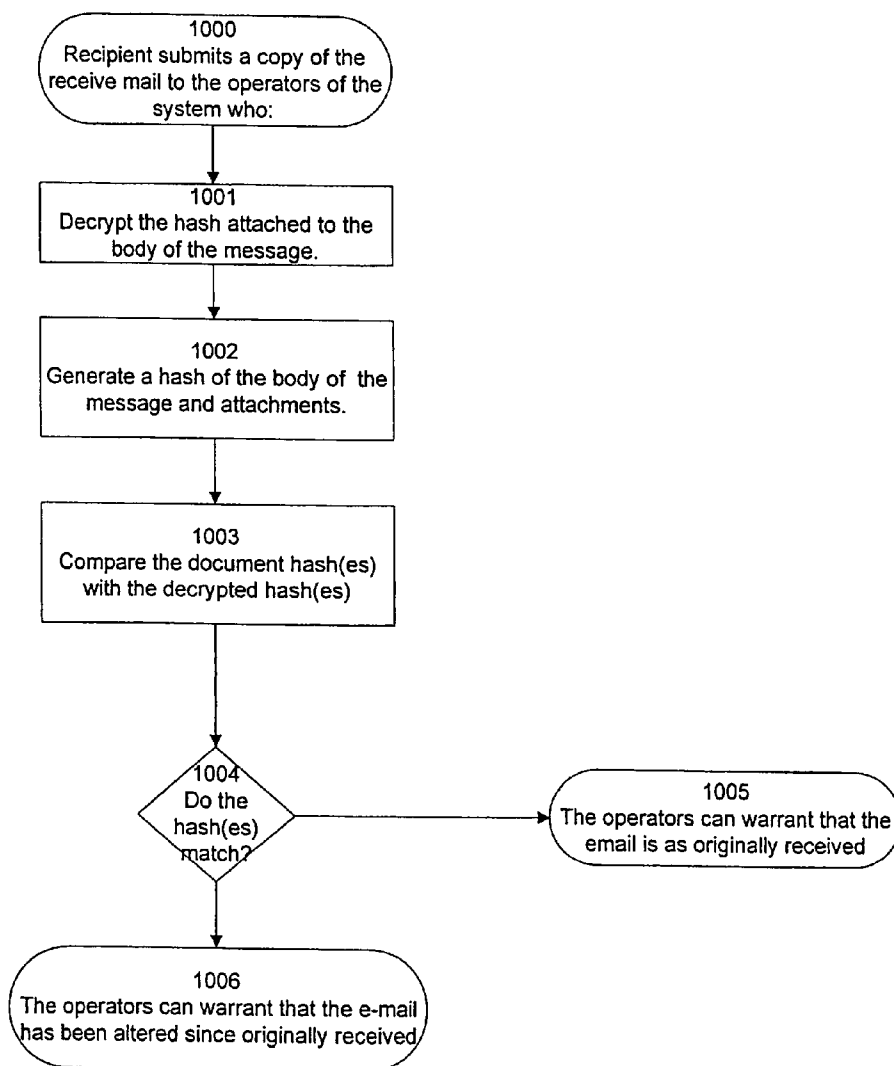 1000
Recipient submits a copy of the
receive mail to the operators of the
system who:
1001
Decrypt the hash attached to the
body of the message.
1002
Generate a hash of the body of the
message and attachments.
1003
Compare the document hash(es)
with the decrypted hash(es)
1004
Do the
hash(es)
match?
1005
The operators can warrant that the
email is as originally received
1006
The operators can warrant that the e-mail
has been altered since originally received